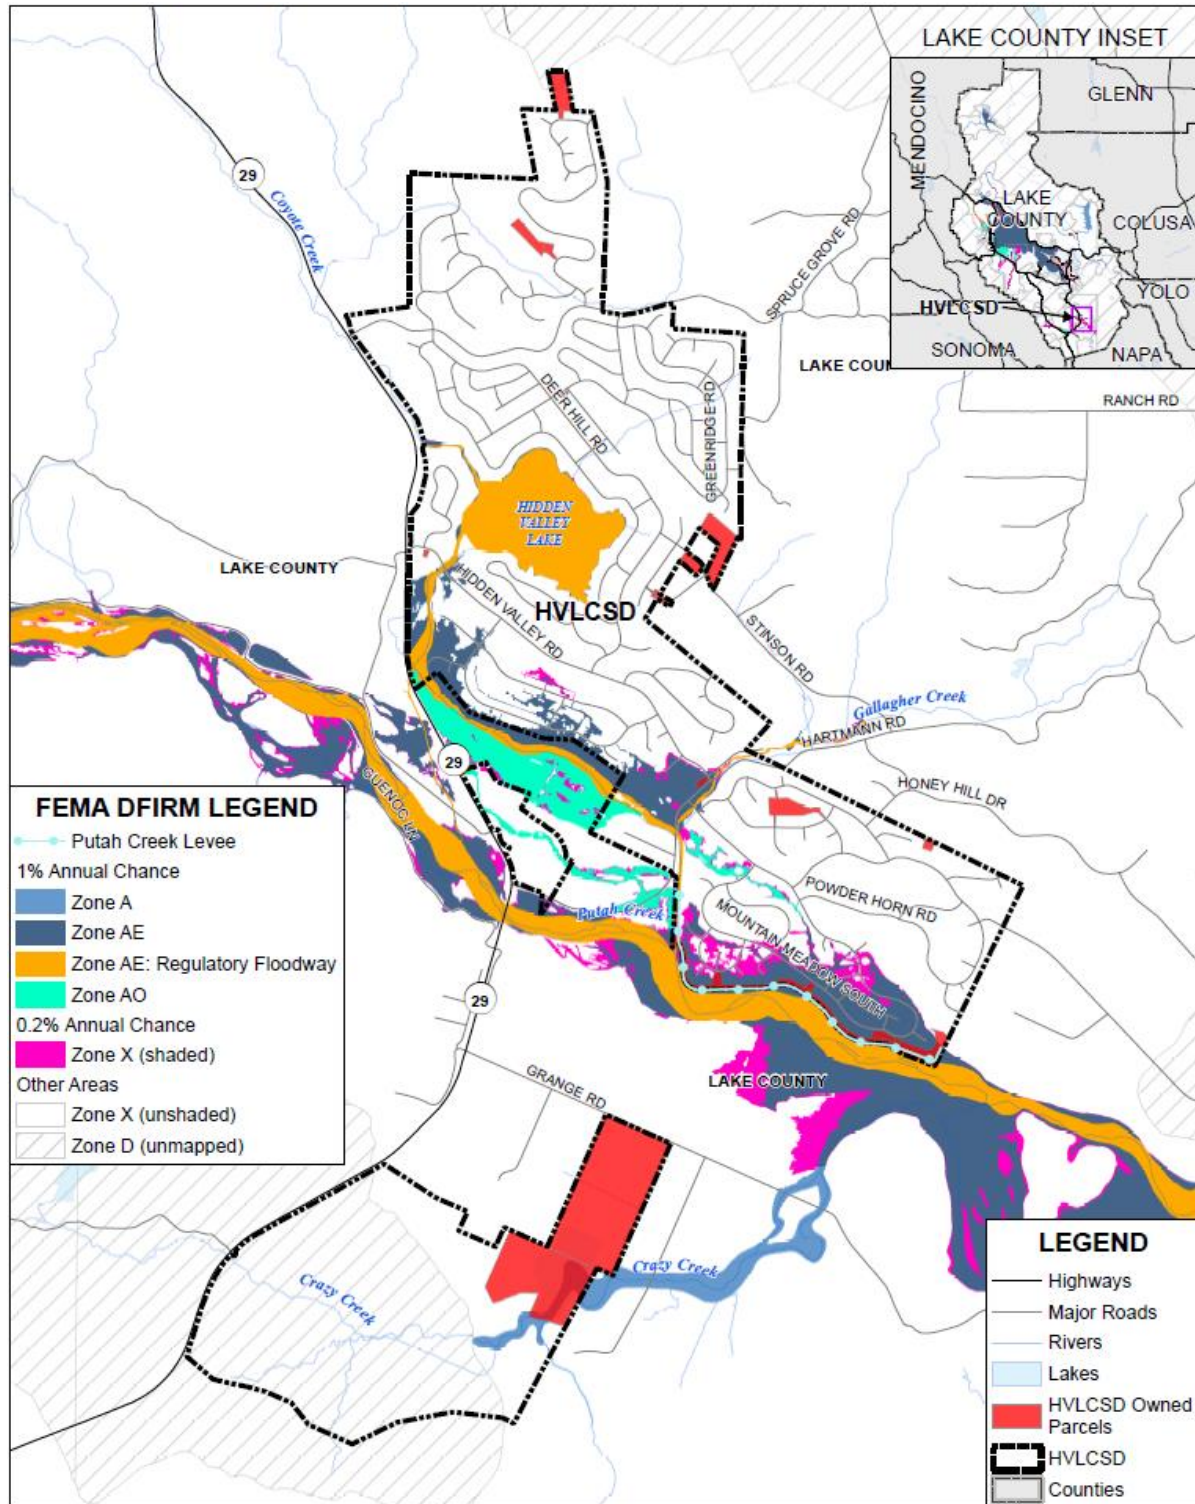 LAKE COUNTY INSET
GLENN
MENDOCINO
LAKE
COUNTY
COLUSA
YOLO
HVLCSD
SONOMA
NAPA
29
Coyote Creek
SPRUCE GROVE RD
LAKE COUN
RANCH RD
DEER HILL RD
GREENRIDGE RD
HIDDEN
VALLEY
LAKE
LAKE COUNTY
HIDDEN VALLEY RD
HVLCSD
STINSON RD
Gallagher Creek
HARTMANN RD
29
GUENOC LN
HONEY HILL DR
POWDER HORN RD
Putah Creek
MOUNTAIN MEADOW SOUTH
29
LAKE COUNTY
GRANGE RD
Crazy Creek
Crazy Creek
FEMA DFIRM LEGEND
Putah Creek Levee
1% Annual Chance
Zone A
Zone AE
Zone AE: Regulatory Floodway
Zone AO
0.2% Annual Chance
Zone X (shaded)
Other Areas
Zone X (unshaded)
Zone D (unmapped)
LEGEND
Highways
Major Roads
Rivers
Lakes
HVLCSD Owned
Parcels
HVLCSD
Counties